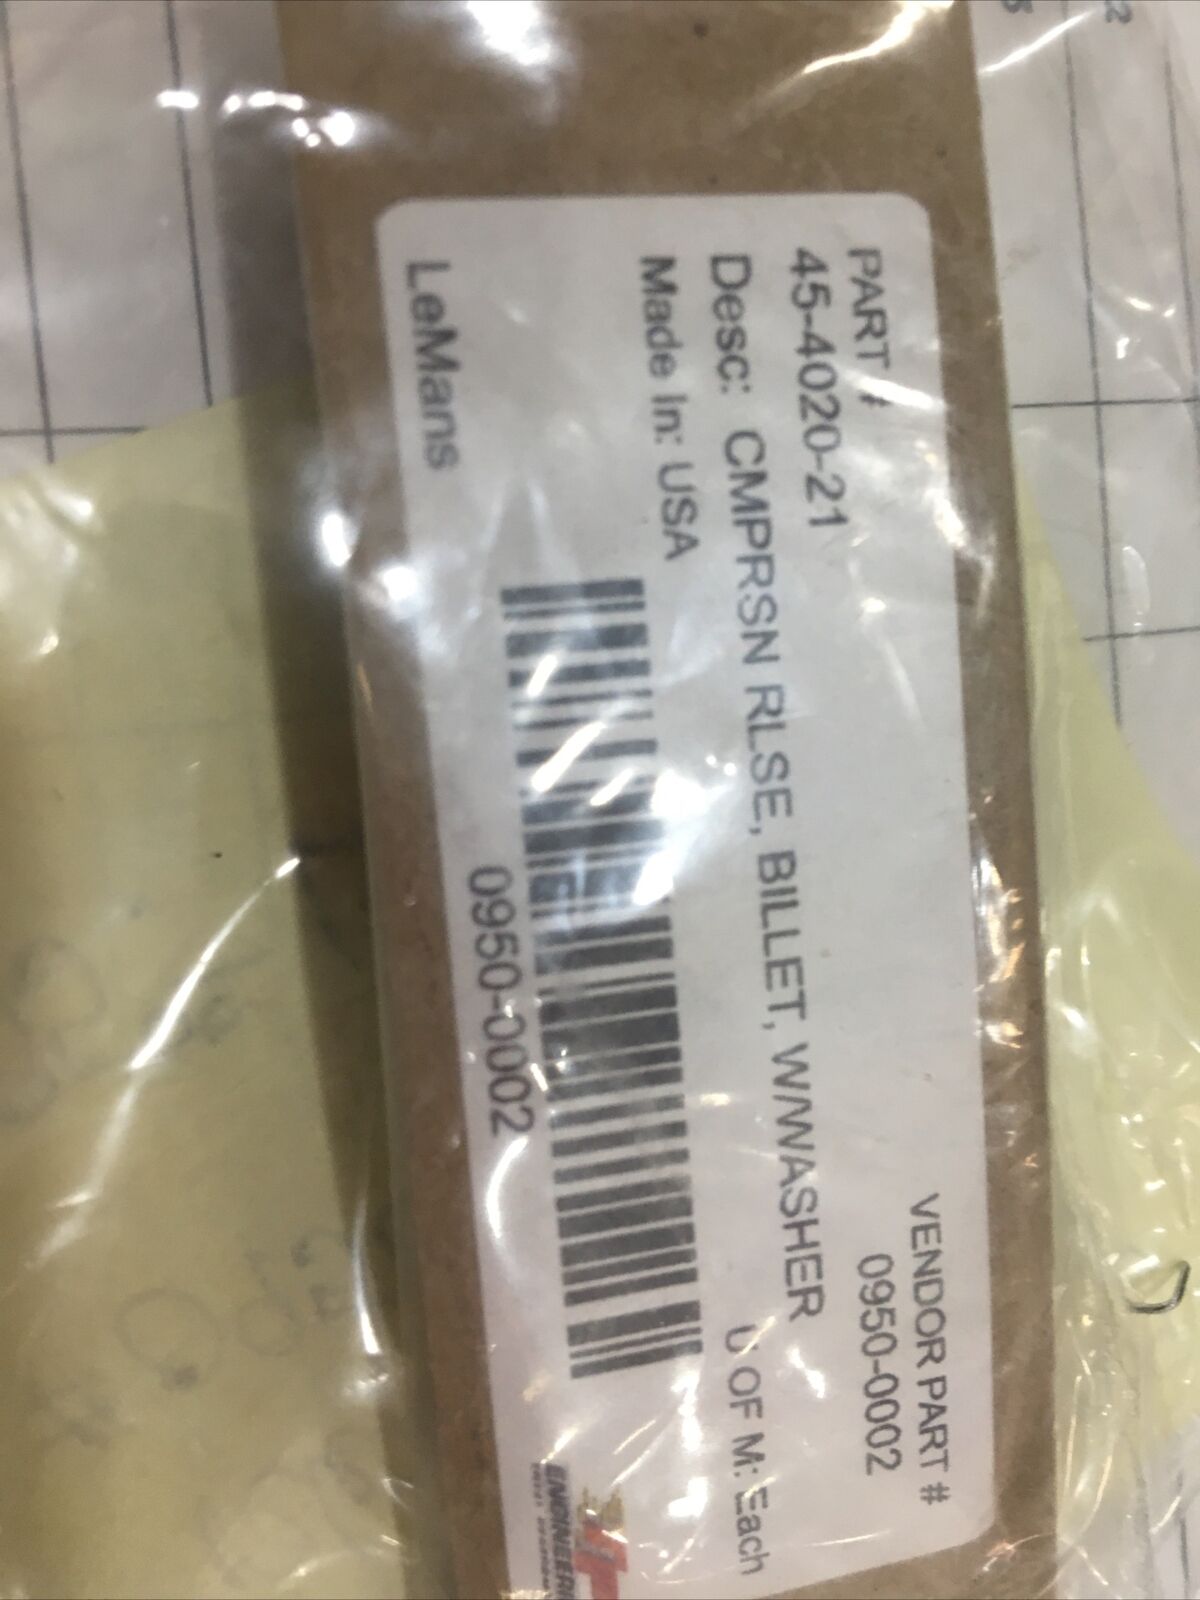 PART #
VENDOR PART #
45-4020-21
0950-0002
Desc: CMPRSN RLSE, BILLET, W/WASHER
Made In: USA
U OF M: Each
0950-0002
LeMans